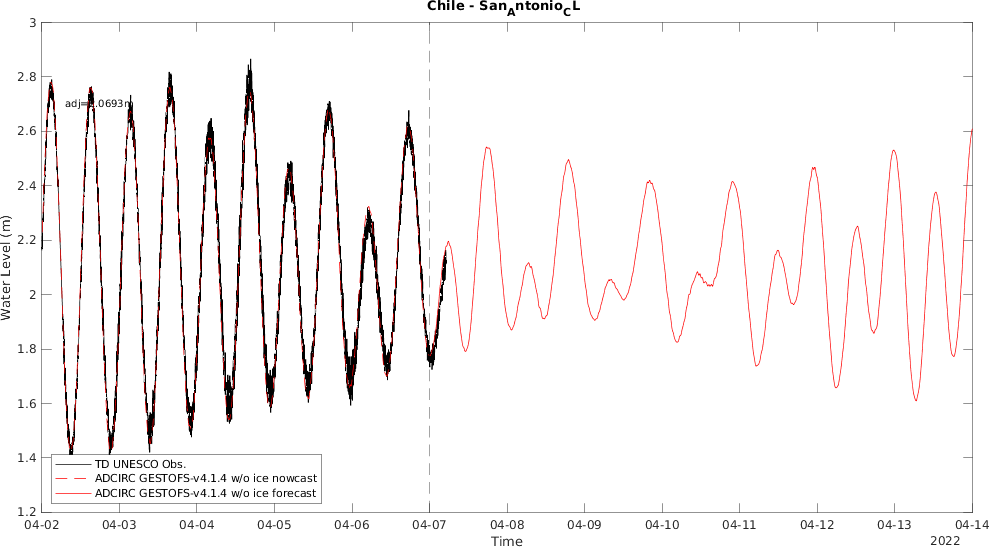 Chile - San_Antonio_CL
3
2.8
2.6
2.4
2.2
2
1.8
1.6
1.4
1.2
Water Level (m)
TD UNESCO Obs.
ADCIRC GESTOFS-v4.1.4 w/o ice nowcast
ADCIRC GESTOFS-v4.1.4 w/o ice forecast
04-02 04-03 04-04 04-05 04-06 04-07 04-08 04-09 04-10 04-11 04-12 04-13 04-14
Time
2022